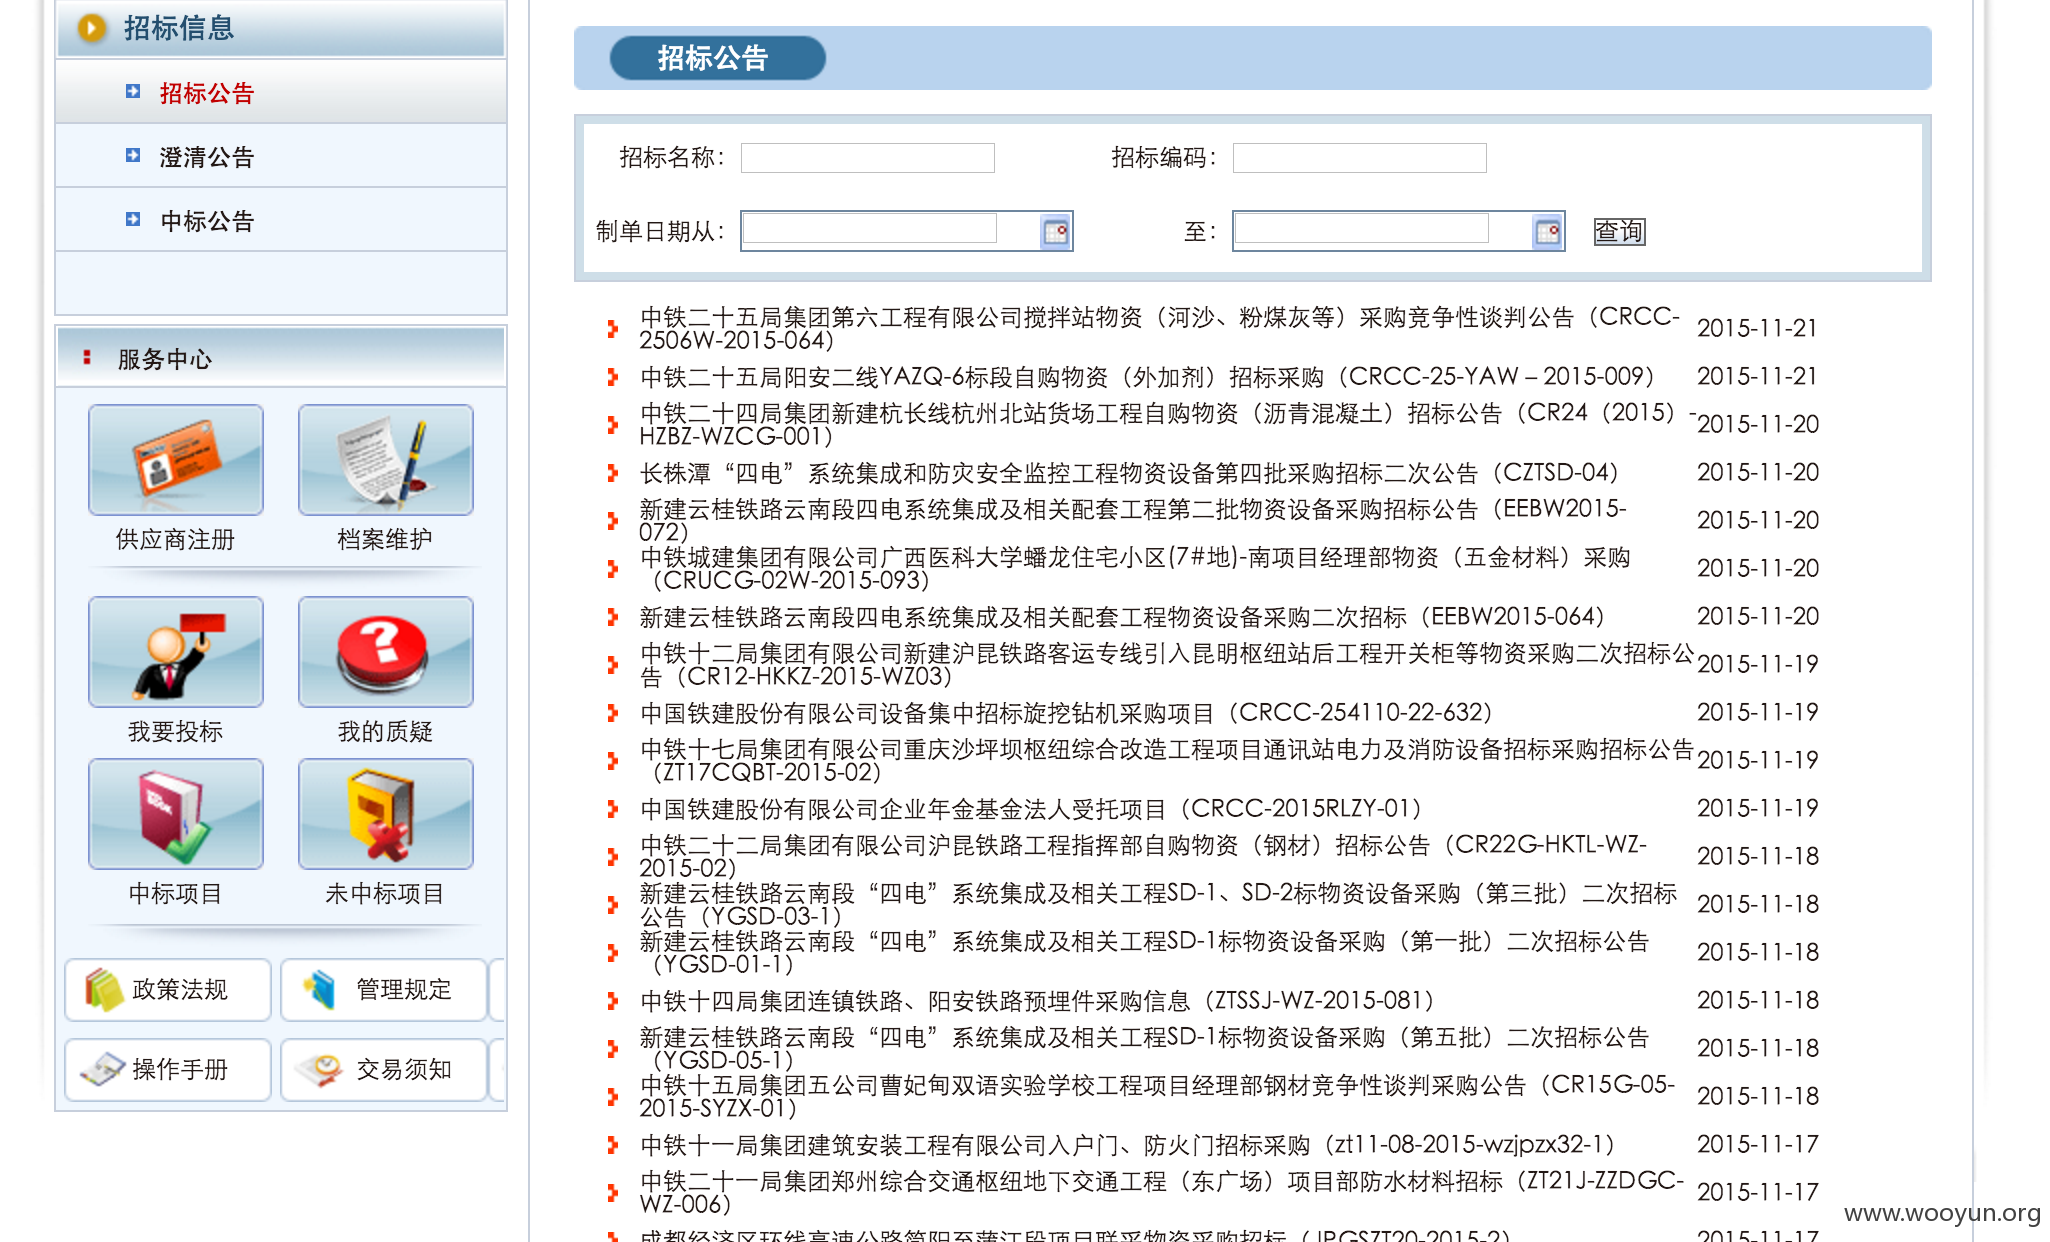 招标信息
招标公告
澄清公告
中标公告
服务中心
供应商注册
档案维护
我要投标
我的质疑
中标项目
未中标项目
政策法规
管理规定
操作手册
交易须知
招标公告
招标名称：
招标编码：
制单日期从：
至：
查询
中铁二十五局集团第六工程有限公司搅拌站物资（河沙、粉煤灰等）采购竞争性谈判公告（CRCC-
2506W-2015-064）
2015-11-21
中铁二十五局阳安二线YAZQ-6标段自购物资（外加剂）招标采购（CRCC-25-YAW – 2015-009）
2015-11-21
中铁二十四局集团新建杭长线杭州北站货场工程自购物资（沥青混凝土）招标公告（CR24（2015）-
HZBZ-WZCG-001）
2015-11-20
长株潭“四电”系统集成和防灾安全监控工程物资设备第四批采购招标二次公告（CZTSD-04）
2015-11-20
新建云桂铁路云南段四电系统集成及相关配套工程第二批物资设备采购招标公告（EEBW2015-
072）
2015-11-20
中铁城建集团有限公司广西医科大学蟠龙住宅小区(7#地)-南项目经理部物资（五金材料）采购
（CRUCG-02W-2015-093）
2015-11-20
新建云桂铁路云南段四电系统集成及相关配套工程物资设备采购二次招标（EEBW2015-064）
2015-11-20
中铁十二局集团有限公司新建沪昆铁路客运专线引入昆明枢纽站后工程开关柜等物资采购二次招标公
告（CR12-HKKZ-2015-WZ03）
2015-11-19
中国铁建股份有限公司设备集中招标旋挖钻机采购项目（CRCC-254110-22-632）
2015-11-19
中铁十七局集团有限公司重庆沙坪坝枢纽综合改造工程项目通讯站电力及消防设备招标采购招标公告
（ZT17CQBT-2015-02）
2015-11-19
中国铁建股份有限公司企业年金基金法人受托项目（CRCC-2015RLZY-01）
2015-11-19
中铁二十二局集团有限公司沪昆铁路工程指挥部自购物资（钢材）招标公告（CR22G-HKTL-WZ-
2015-02）
2015-11-18
新建云桂铁路云南段“四电”系统集成及相关工程SD-1、SD-2标物资设备采购（第三批）二次招标
公告（YGSD-03-1）
2015-11-18
新建云桂铁路云南段“四电”系统集成及相关工程SD-1标物资设备采购（第一批）二次招标公告
（YGSD-01-1）
2015-11-18
中铁十四局集团连镇铁路、阳安铁路预埋件采购信息（ZTSSJ-WZ-2015-081）
2015-11-18
新建云桂铁路云南段“四电”系统集成及相关工程SD-1标物资设备采购（第五批）二次招标公告
（YGSD-05-1）
2015-11-18
中铁十五局集团五公司曹妃甸双语实验学校工程项目经理部钢材竞争性谈判采购公告（CR15G-05-
2015-SYZX-01）
2015-11-18
中铁十一局集团建筑安装工程有限公司入户门、防火门招标采购（zt11-08-2015-wzjpzx32-1）
2015-11-17
中铁二十一局集团郑州综合交通枢纽地下交通工程（东广场）项目部防水材料招标（ZT21J-ZZDGC-
WZ-006）
2015-11-17
成都经济区环线高速公路简阳至蒲江段项目联采物资采购招标（JPGSZT20-2015-2）
2015-11-17
www.wooyun.org